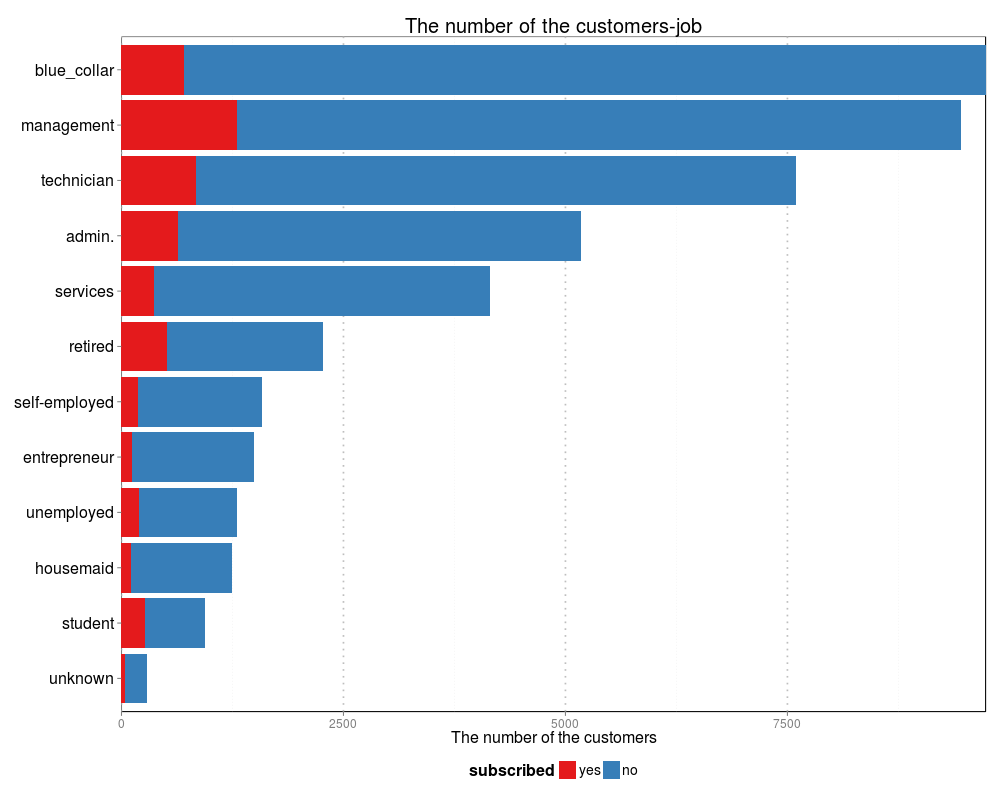 The number of the customers-job
blue_collar
management
technician
admin.
services
retired
self-employed
entrepreneur
unemployed
housemaid
student
unknown
0 2500 5000 7500
The number of the customers
subscribed yes no